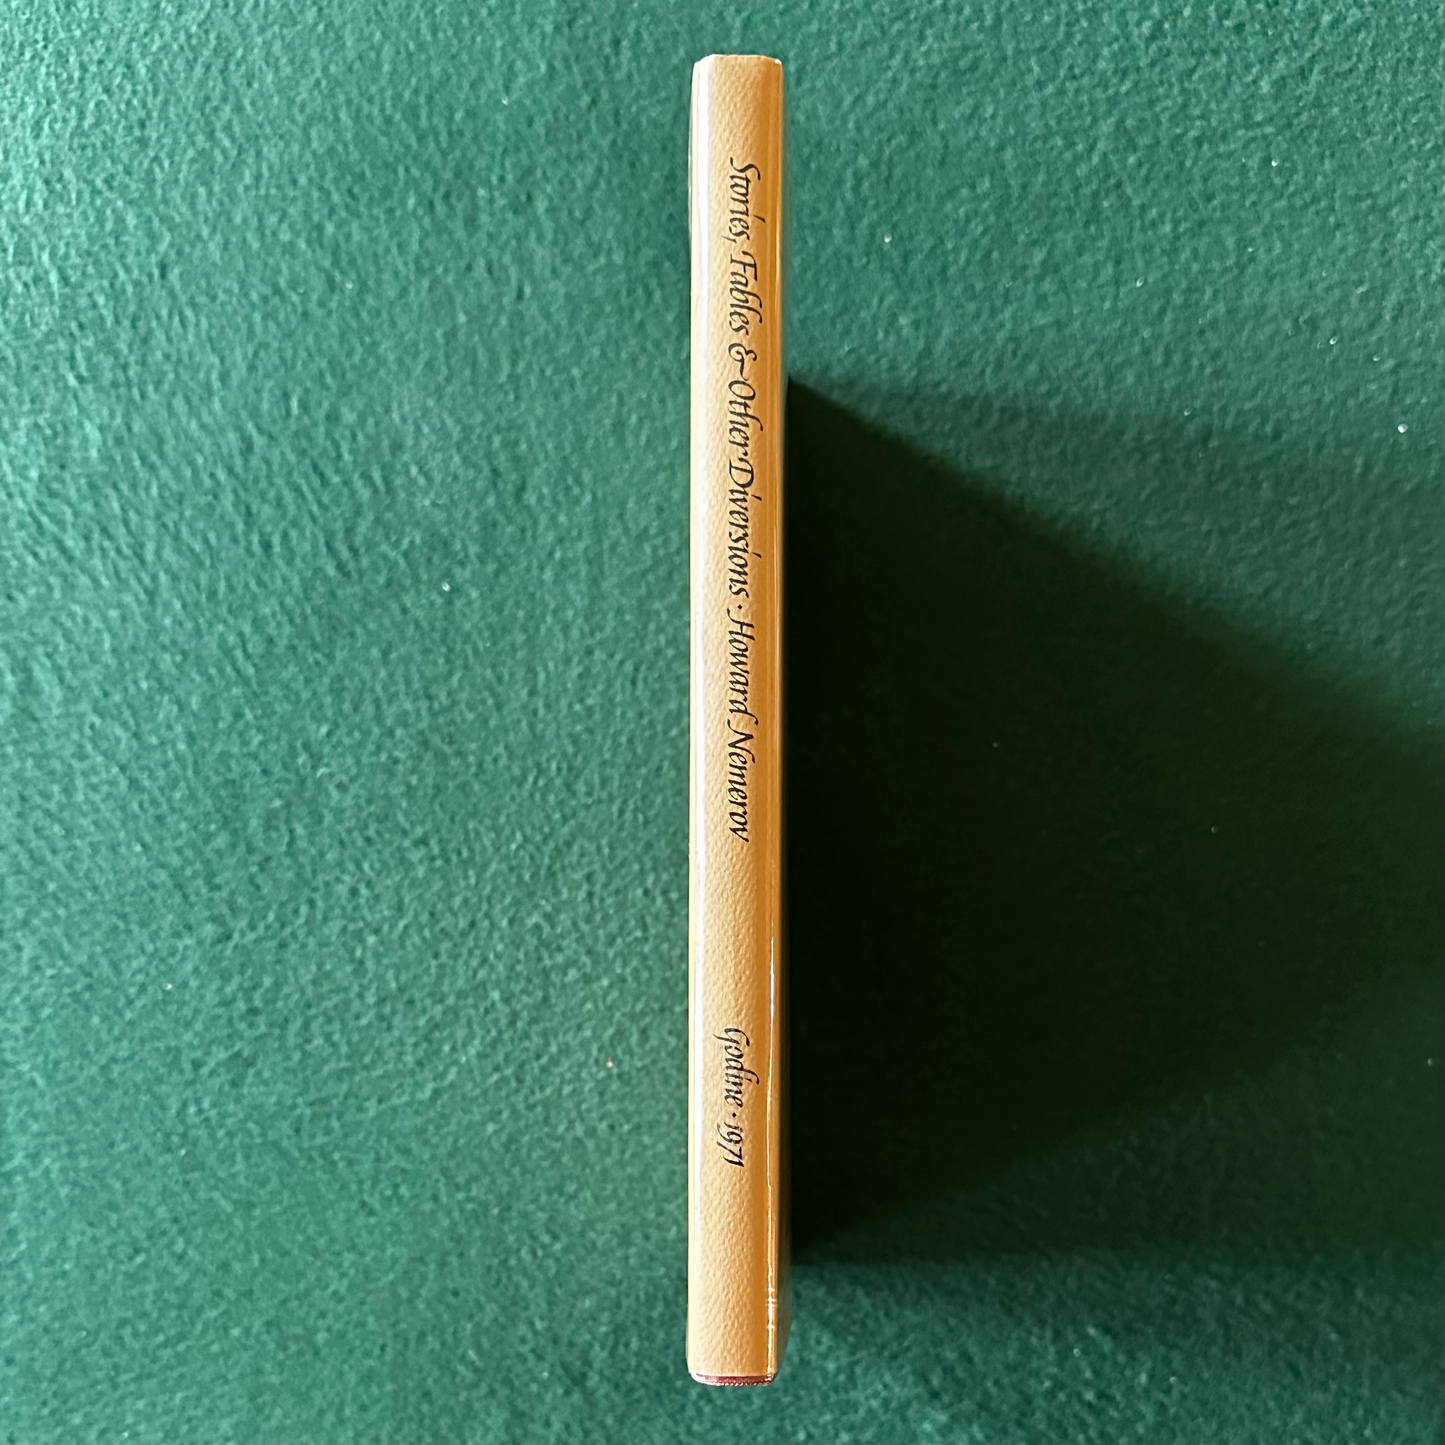 Stories, Fables & Other Diversions · Howard Nemerov
Godine · 1971